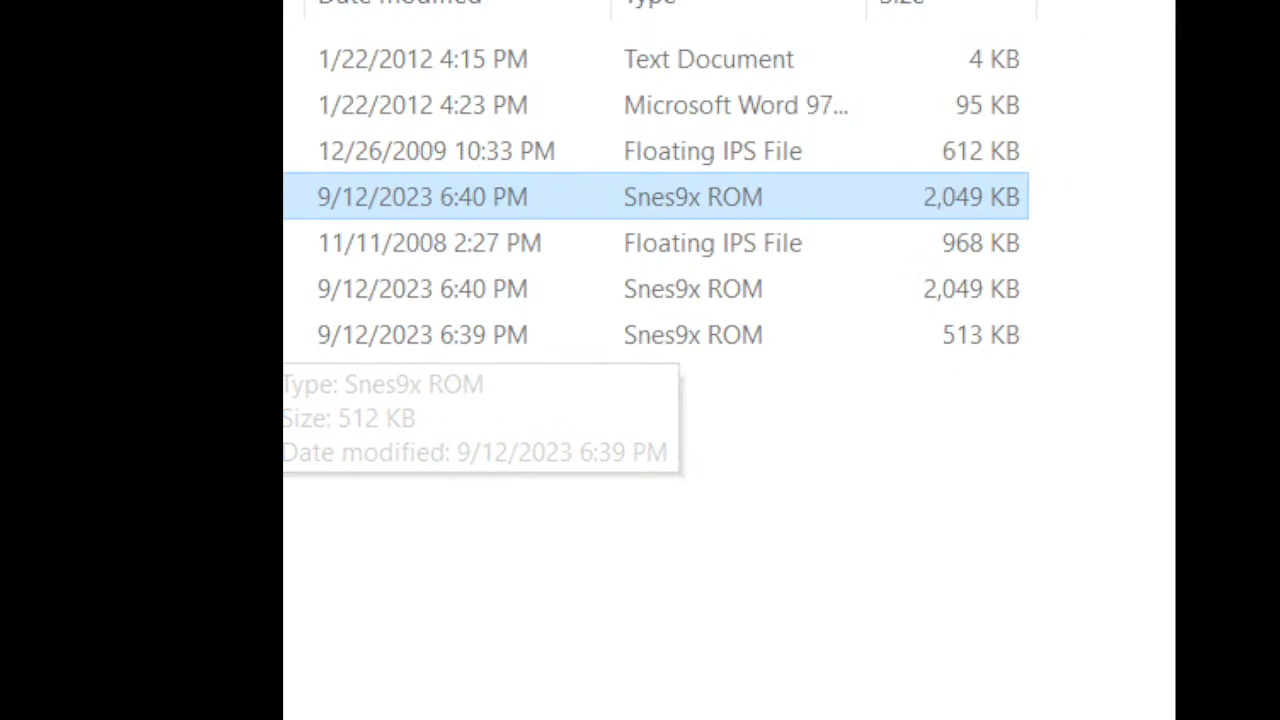 Date modified Type Size
1/22/2012 4:15 PM Text Document 4 KB
1/22/2012 4:23 PM Microsoft Word 97... 95 KB
12/26/2009 10:33 PM Floating IPS File 612 KB
9/12/2023 6:40 PM Snes9x ROM 2,049 KB
11/11/2008 2:27 PM Floating IPS File 968 KB
9/12/2023 6:40 PM Snes9x ROM 2,049 KB
9/12/2023 6:39 PM Snes9x ROM 513 KB
Type: Snes9x ROM
Size: 512 KB
Date modified: 9/12/2023 6:39 PM